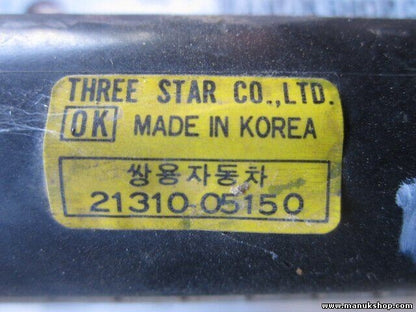 THREE STAR CO.,LTD.
OK MADE IN KOREA
쌍용자동차
21310-05150
www.manukshop.com